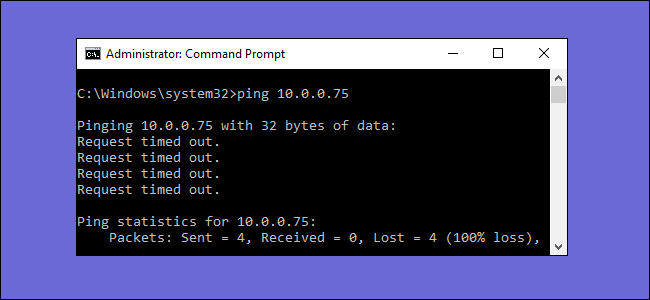 Administrator: Command Prompt
C:\Windows\system32>ping 10.0.0.75
Pinging 10.0.0.75 with 32 bytes of data:
Request timed out.
Request timed out.
Request timed out.
Request timed out.
Ping statistics for 10.0.0.75:
    Packets: Sent = 4, Received = 0, Lost = 4 (100% loss),